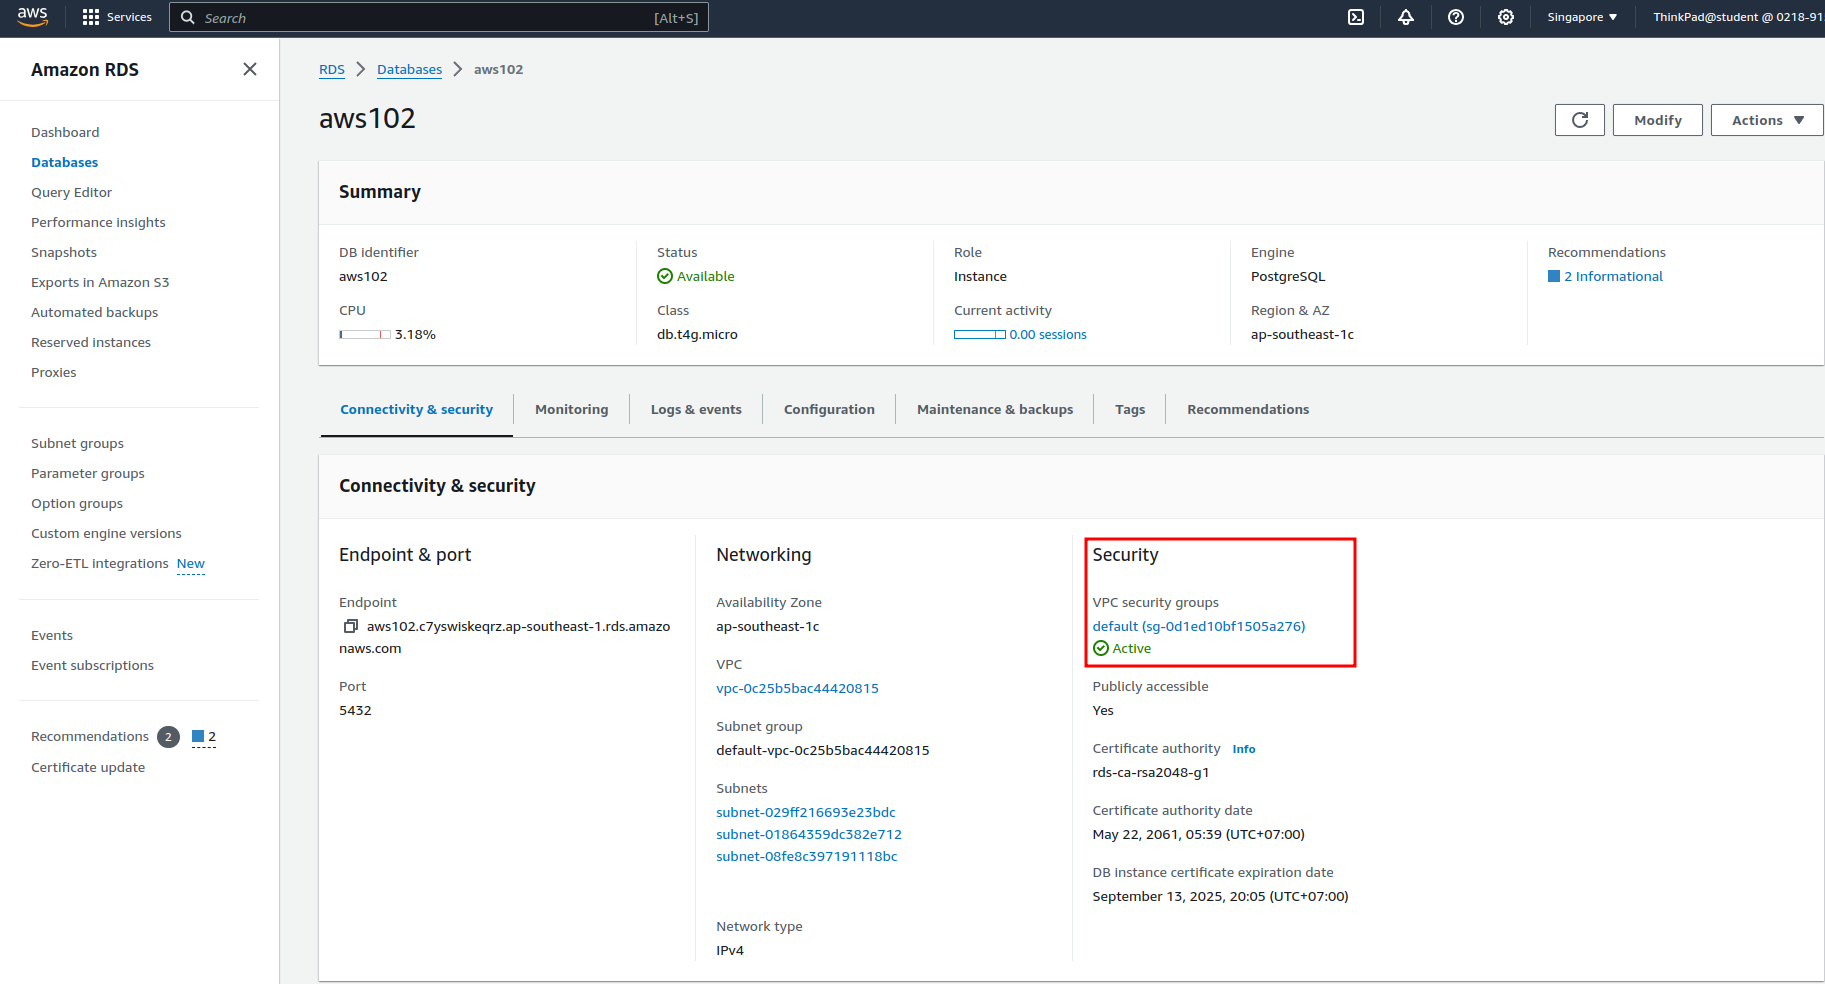 aws
Services
Search [Alt+S]
Singapore
ThinkPad@student @ 0218-91
Amazon RDS
Dashboard
Databases
Query Editor
Performance insights
Snapshots
Exports in Amazon S3
Automated backups
Reserved instances
Proxies
Subnet groups
Parameter groups
Option groups
Custom engine versions
Zero-ETL integrations New
Events
Event subscriptions
Recommendations 2 2
Certificate update
RDS Databases aws102
aws102
Modify
Actions
Summary
DB identifier
aws102
CPU
3.18%
Status
Available
Class
db.t4g.micro
Role
Instance
Current activity
0.00 sessions
Engine
PostgreSQL
Region & AZ
ap-southeast-1c
Recommendations
2 Informational
Connectivity & security
Monitoring
Logs & events
Configuration
Maintenance & backups
Tags
Recommendations
Connectivity & security
Endpoint & port
Endpoint
aws102.c7yswiskeqrz.ap-southeast-1.rds.amazo
naws.com
Port
5432
Networking
Availability Zone
ap-southeast-1c
VPC
vpc-0c25b5bac44420815
Subnet group
default-vpc-0c25b5bac44420815
Subnets
subnet-029ff216693e23bdc
subnet-01864359dc382e712
subnet-08fe8c397191118bc
Network type
IPv4
Security
VPC security groups
default (sg-0d1ed10bf1505a276)
Active
Publicly accessible
Yes
Certificate authority Info
rds-ca-rsa2048-g1
Certificate authority date
May 22, 2061, 05:39 (UTC+07:00)
DB instance certificate expiration date
September 13, 2025, 20:05 (UTC+07:00)